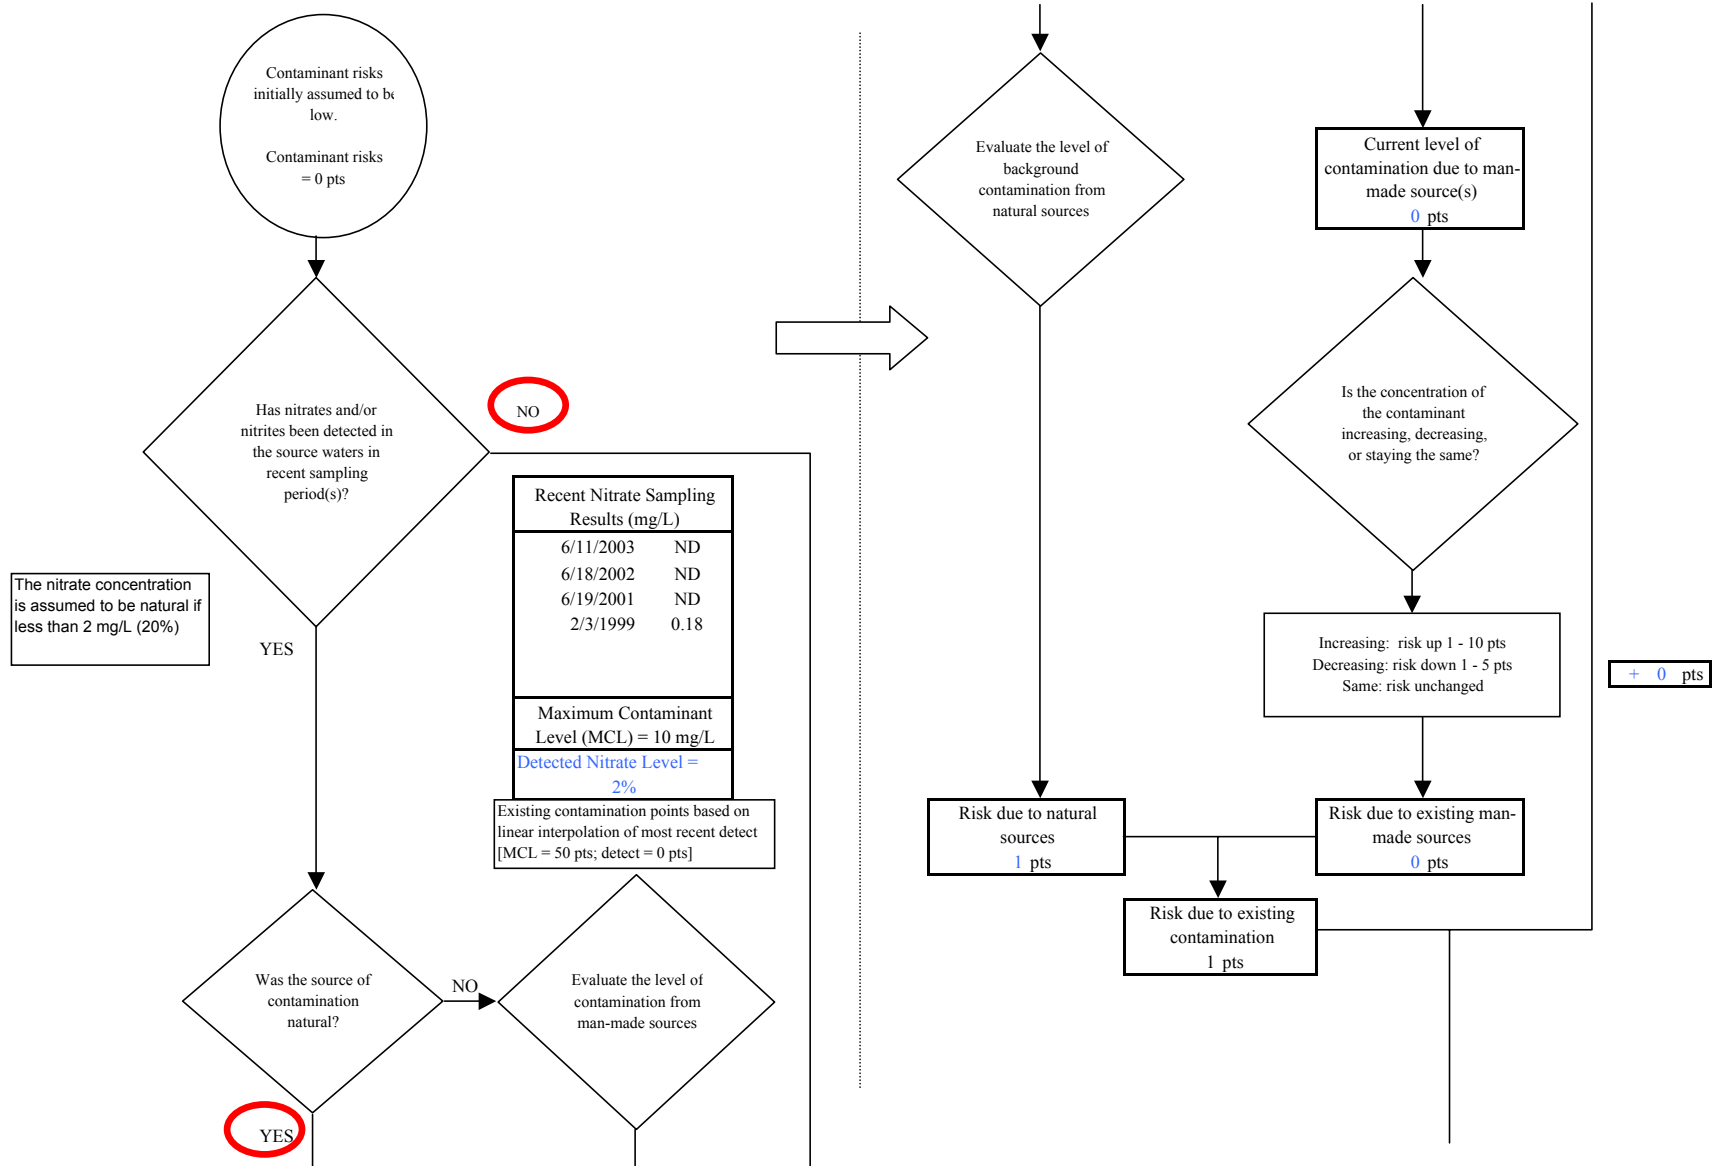 Contaminant risks
initially assumed to be
low.
Contaminant risks
= 0 pts
Has nitrates and/or
nitrites been detected in
the source waters in
recent sampling
period(s)?
NO
The nitrate concentration
is assumed to be natural if
less than 2 mg/L (20%)
YES
Recent Nitrate Sampling
Results (mg/L)
6/11/2003 ND
6/18/2002 ND
6/19/2001 ND
2/3/1999 0.18
Maximum Contaminant
Level (MCL) = 10 mg/L
Detected Nitrate Level =
2%
Existing contamination points based on
linear interpolation of most recent detect
[MCL = 50 pts; detect = 0 pts]
Was the source of
contamination
natural?
NO
Evaluate the level of
contamination from
man-made sources
YES
Evaluate the level of
background
contamination from
natural sources
Current level of
contamination due to man-
made source(s)
0 pts
Is the concentration of
the contaminant
increasing, decreasing,
or staying the same?
Increasing: risk up 1 - 10 pts
Decreasing: risk down 1 - 5 pts
Same: risk unchanged
+ 0 pts
Risk due to natural
sources
1 pts
Risk due to existing man-
made sources
0 pts
Risk due to existing
contamination
1 pts